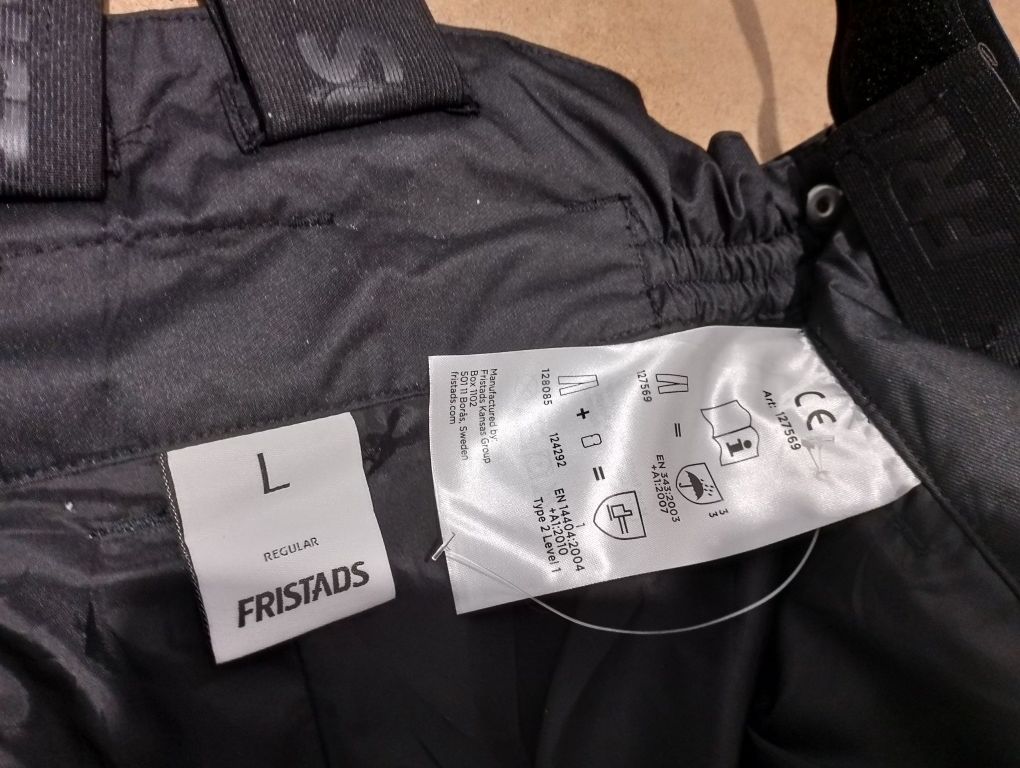 L
REGULAR
FRISTADS
CE
Art: 127569
127569
=
EN 343:2003
+A1:2007
3
3
128085
+
124292
=
EN 14404:2004
+A1:2010
Type 2 Level 1
1
Manufactured by:
Fristads Kansas Group
Box 1102
501 11 Borås, Sweden
fristads.com